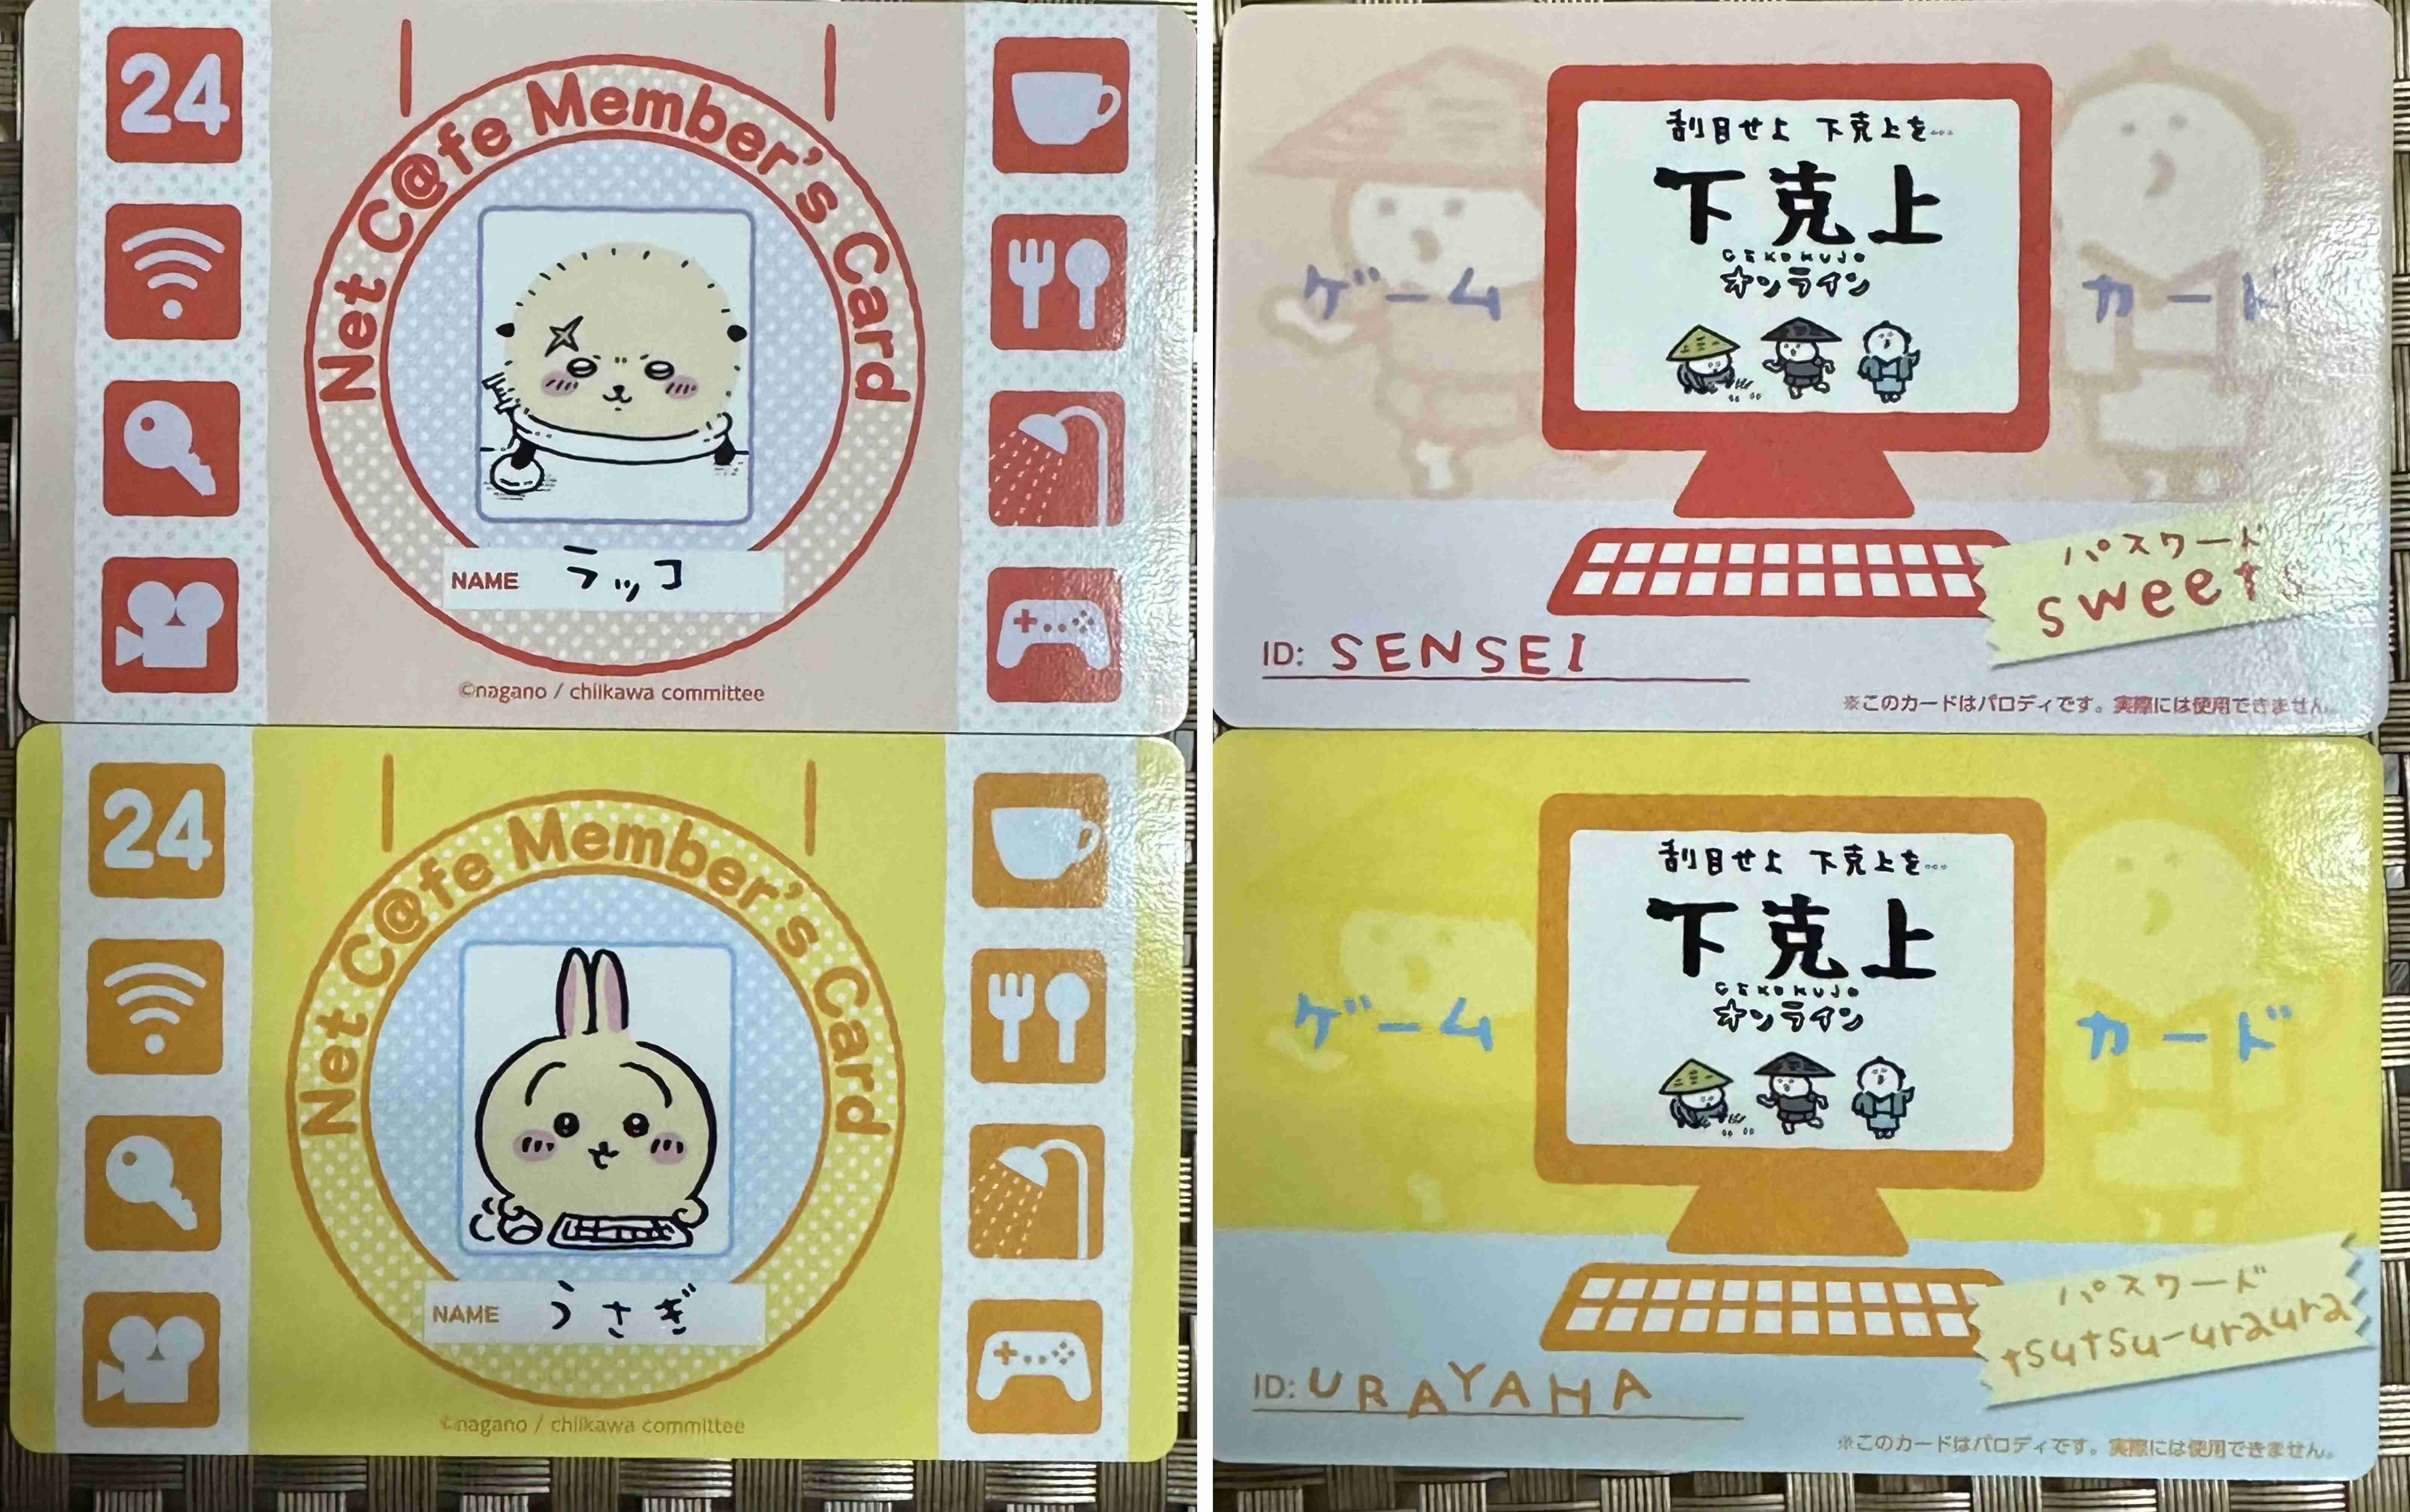 24
Net C@fe Member's Card
NAME ラッコ
©nagano / chiikawa committee
刮目せよ 下克上を…
下克上
GEKOKUJO
オンライン
ゲーム カード
パスワード
sweets
ID: SENSEI
※このカードはパロディです。実際には使用できません。
24
Net C@fe Member's Card
NAME うさぎ
©nagano / chiikawa committee
刮目せよ 下克上を…
下克上
GEKOKUJO
オンライン
ゲーム カード
パスワード
tsutsu-uraura
ID: URAYAHA
※このカードはパロディです。実際には使用できません。